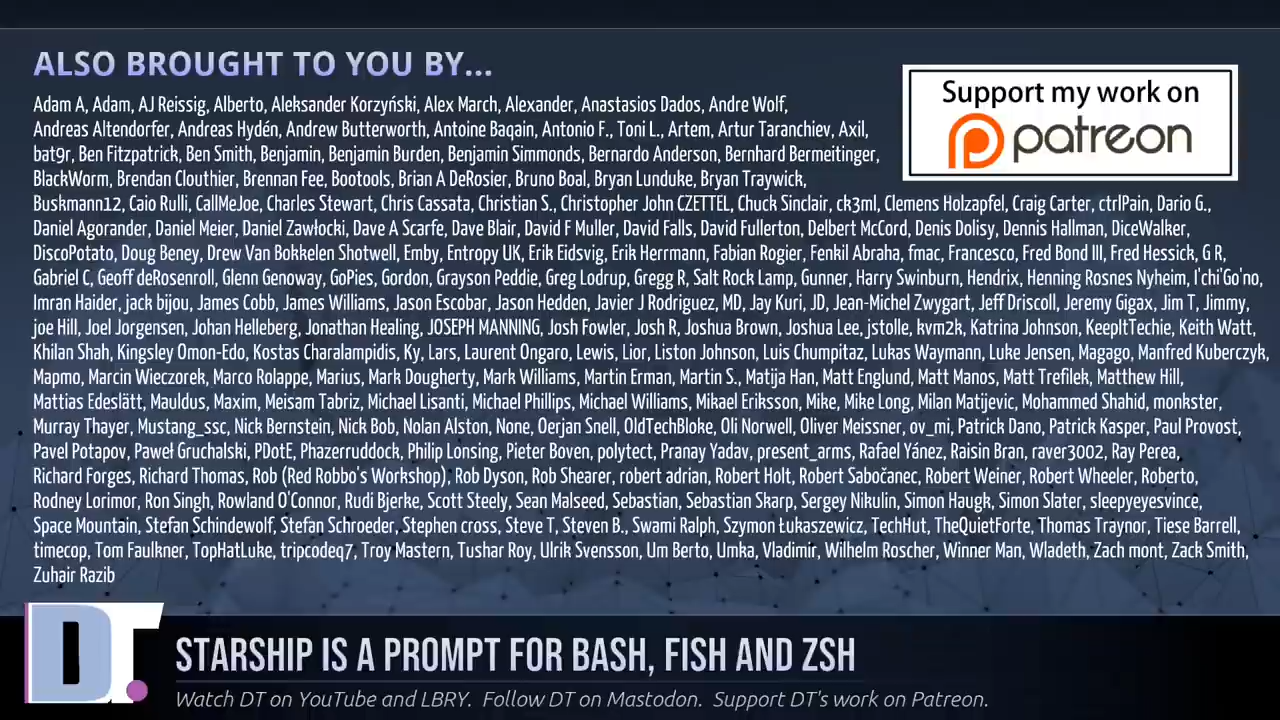 ALSO BROUGHT TO YOU BY...
Support my work on
patreon
Adam A, Adam, AJ Reissig, Alberto, Aleksander Korzyński, Alex March, Alexander, Anastasios Dados, Andre Wolf,
Andreas Altendorfer, Andreas Hydén, Andrew Butterworth, Antoine Baqain, Antonio F., Toni L., Artem, Artur Taranchiev, Axil,
bat9r, Ben Fitzpatrick, Ben Smith, Benjamin, Benjamin Burden, Benjamin Simmonds, Bernardo Anderson, Bernhard Bermeitinger,
BlackWorm, Brendan Clouthier, Brennan Fee, Bootools, Brian A DeRosier, Bruno Boal, Bryan Lunduke, Bryan Traywick,
Buskmann12, Caio Rulli, CallMeJoe, Charles Stewart, Chris Cassata, Christian S., Christopher John CZETTEL, Chuck Sinclair, ck3ml, Clemens Holzapfel, Craig Carter, ctrlPain, Dario G.,
Daniel Agorander, Daniel Meier, Daniel Zawłocki, Dave A Scarfe, Dave Blair, David F Muller, David Falls, David Fullerton, Delbert McCord, Denis Dolisy, Dennis Hallman, DiceWalker,
DiscoPotato, Doug Beney, Drew Van Bokkelen Shotwell, Emby, Entropy UK, Erik Eidsvig, Erik Herrmann, Fabian Rogier, Fenkil Abraha, fmac, Francesco, Fred Bond III, Fred Hessick, G R,
Gabriel C, Geoff deRosenroll, Glenn Genoway, GoPies, Gordon, Grayson Peddie, Greg Lodrup, Gregg R, Salt Rock Lamp, Gunner, Harry Swinburn, Hendrix, Henning Rosnes Nyheim, I'chi'Go'no,
Imran Haider, jack bijou, James Cobb, James Williams, Jason Escobar, Jason Hedden, Javier J Rodriguez, MD, Jay Kuri, JD, Jean-Michel Zwygart, Jeff Driscoll, Jeremy Gigax, Jim T, Jimmy,
joe Hill, Joel Jorgensen, Johan Helleberg, Jonathan Healing, JOSEPH MANNING, Josh Fowler, Josh R, Joshua Brown, Joshua Lee, jstolle, kvm2k, Katrina Johnson, KeepItTechie, Keith Watt,
Khilan Shah, Kingsley Omon-Edo, Kostas Charalampidis, Ky, Lars, Laurent Ongaro, Lewis, Lior, Liston Johnson, Luis Chumpitaz, Lukas Waymann, Luke Jensen, Magago, Manfred Kuberczyk,
Mapmo, Marcin Wieczorek, Marco Rolappe, Marius, Mark Dougherty, Mark Williams, Martin Erman, Martin S., Matija Han, Matt Englund, Matt Manos, Matt Trefilek, Matthew Hill,
Mattias Edeslätt, Mauldus, Maxim, Meisam Tabriz, Michael Lisanti, Michael Phillips, Michael Williams, Mikael Eriksson, Mike, Mike Long, Milan Matijevic, Mohammed Shahid, monkster,
Murray Thayer, Mustang_ssc, Nick Bernstein, Nick Bob, Nolan Alston, None, Oerjan Snell, OldTechBloke, Oli Norwell, Oliver Meissner, ov_mi, Patrick Dano, Patrick Kasper, Paul Provost,
Pavel Potapov, Paweł Gruchalski, PDotE, Phazerruddock, Philip Lonsing, Pieter Boven, polytect, Pranay Yadav, present_arms, Rafael Yánez, Raisin Bran, raver3002, Ray Perea,
Richard Forges, Richard Thomas, Rob (Red Robbo's Workshop), Rob Dyson, Rob Shearer, robert adrian, Robert Holt, Robert Sabočanec, Robert Weiner, Robert Wheeler, Roberto,
Rodney Lorimor, Ron Singh, Rowland O'Connor, Rudi Bjerke, Scott Steely, Sean Malseed, Sebastian, Sebastian Skarp, Sergey Nikulin, Simon Haugk, Simon Slater, sleepyeyesvince,
Space Mountain, Stefan Schindewolf, Stefan Schroeder, Stephen cross, Steve T, Steven B., Swami Ralph, Szymon Łukaszewicz, TechHut, TheQuietForte, Thomas Traynor, Tiese Barrell,
timecop, Tom Faulkner, TopHatLuke, tripcodeq7, Troy Mastern, Tushar Roy, Ulrik Svensson, Um Berto, Umka, Vladimir, Wilhelm Roscher, Winner Man, Wladeth, Zach mont, Zack Smith,
Zuhair Razib
DT.
STARSHIP IS A PROMPT FOR BASH, FISH AND ZSH
Watch DT on YouTube and LBRY. Follow DT on Mastodon. Support DT's work on Patreon.